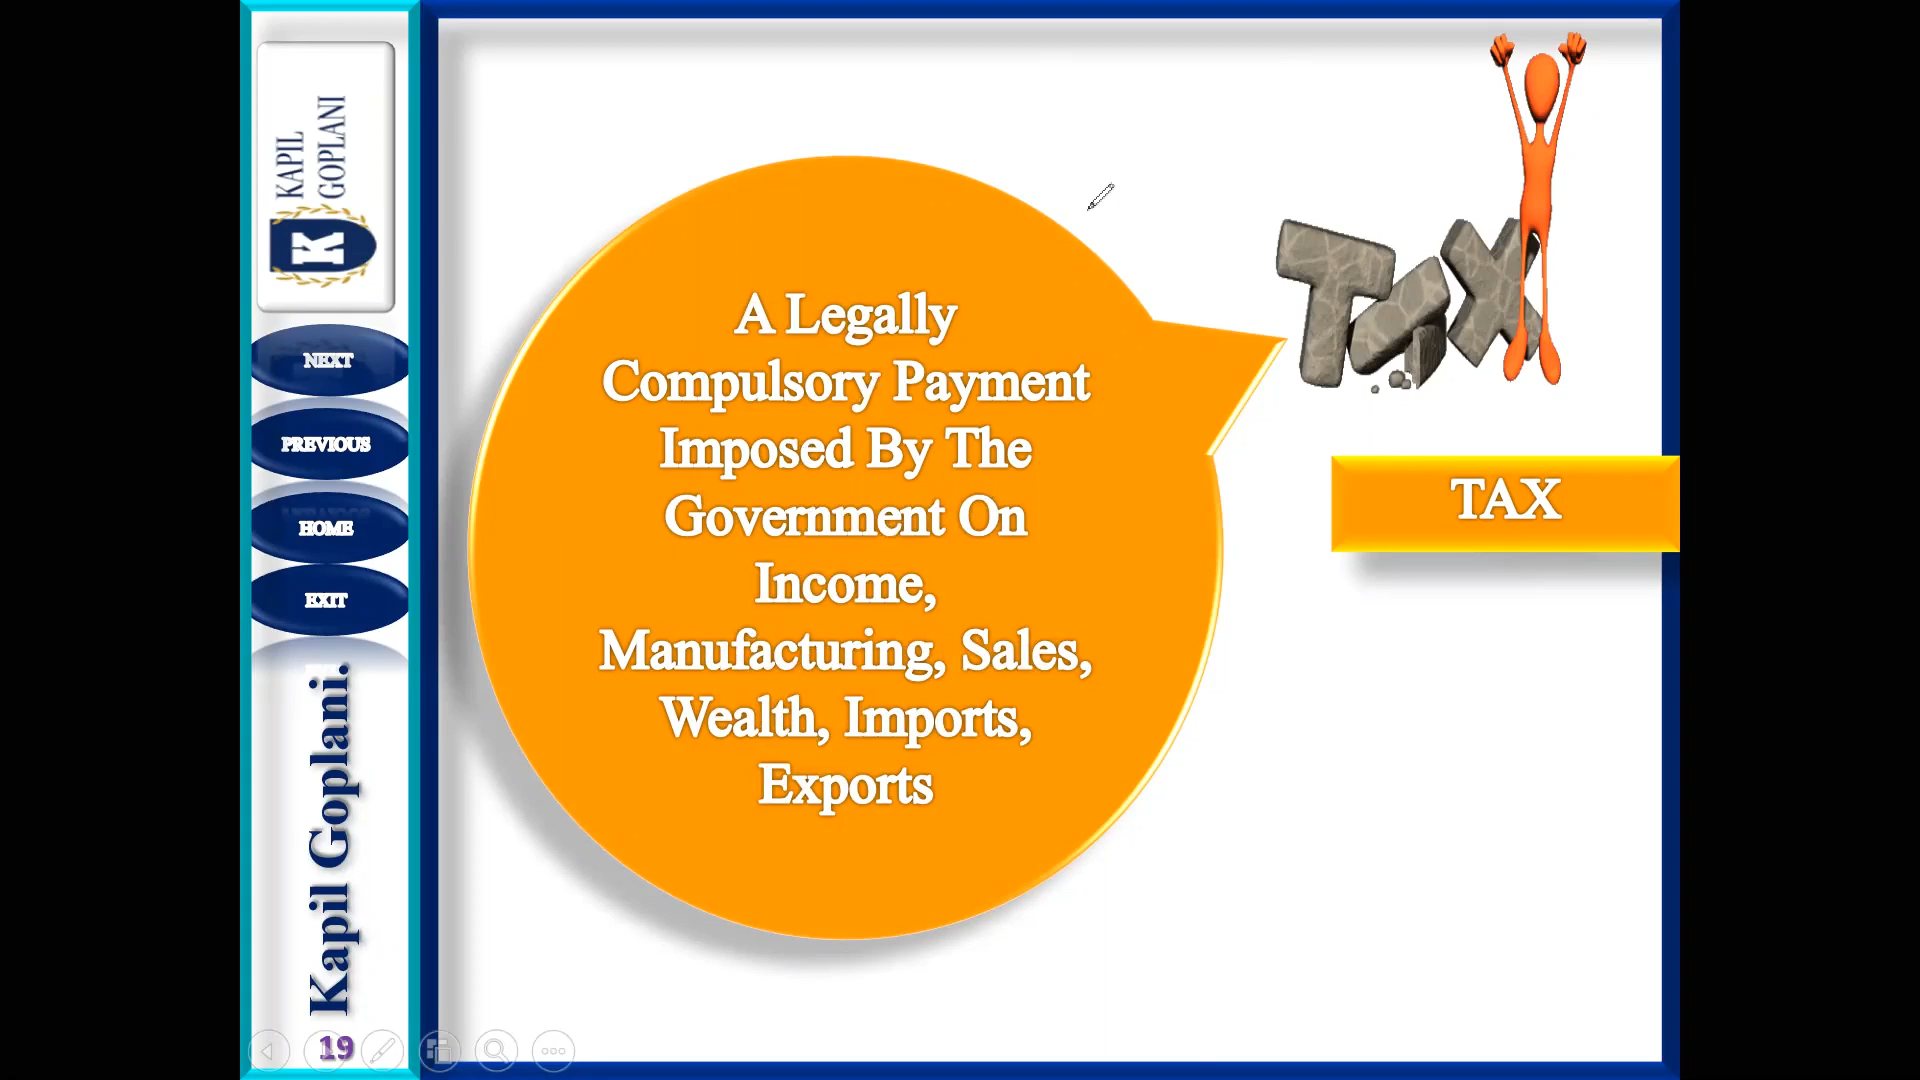 KAPIL
GOPLANI
K
NEXT
PREVIOUS
HOME
EXIT
Kapil Goplani.
19
A Legally
Compulsory Payment
Imposed By The
Government On
Income,
Manufacturing, Sales,
Wealth, Imports,
Exports
Tax
TAX